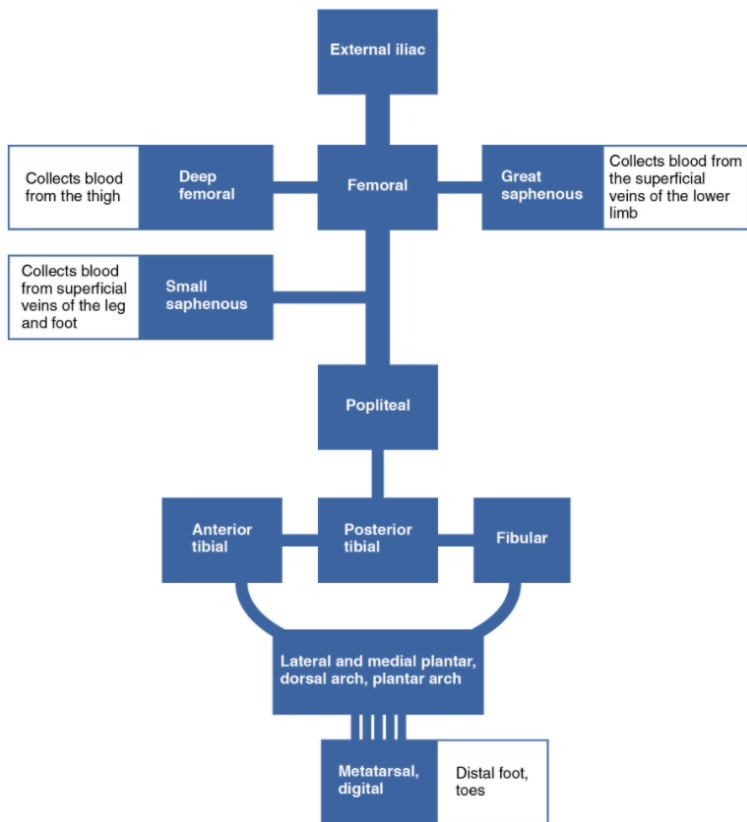 External iliac
Collects blood
from the thigh
Deep
femoral
Femoral
Great
saphenous
Collects blood from
the superficial
veins of the lower
limb
Collects blood
from superficial
veins of the leg
and foot
Small
saphenous
Popliteal
Anterior
tibial
Posterior
tibial
Fibular
Lateral and medial plantar,
dorsal arch, plantar arch
Metatarsal,
digital
Distal foot,
toes